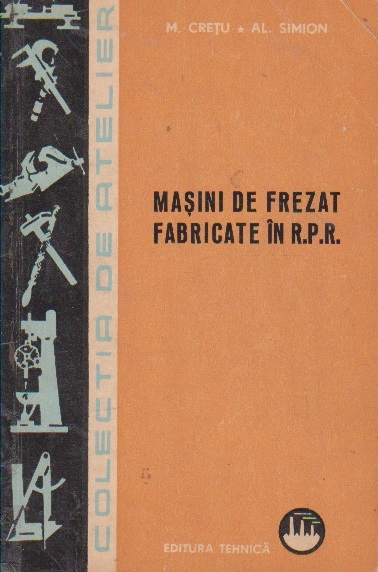 M. CREȚU ★ AL. SIMION
COLECȚIA DE ATELIER
MAȘINI DE FREZAT
FABRICATE ÎN R.P.R.
EDITURA TEHNICĂ